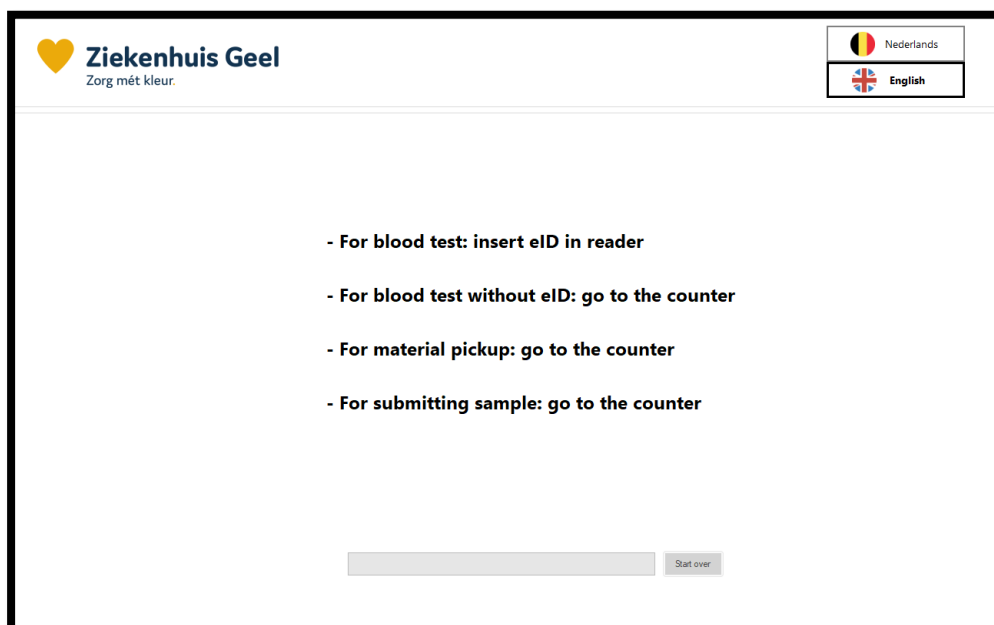 Ziekenhuis Geel
Zorg mét kleur.
Nederlands
English
- For blood test: insert eID in reader
- For blood test without eID: go to the counter
- For material pickup: go to the counter
- For submitting sample: go to the counter
Start over